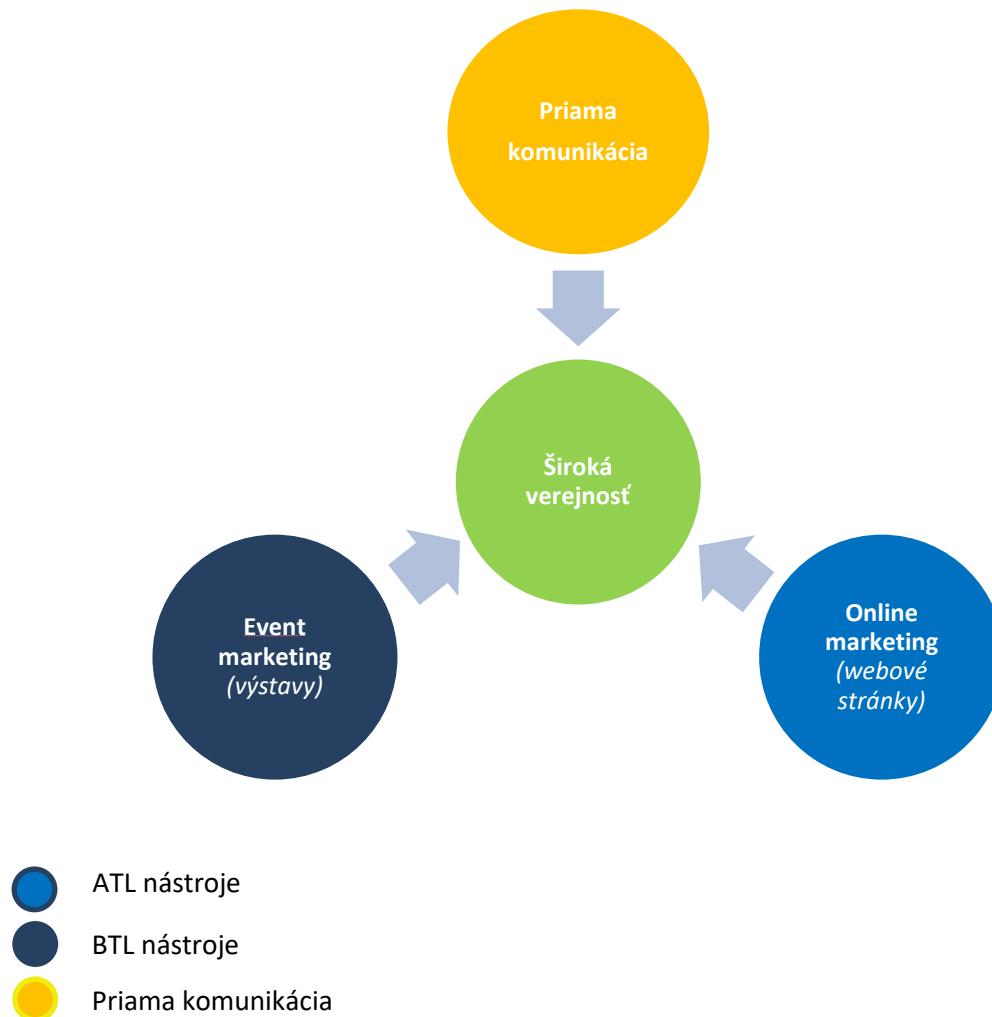 Priama
komunikácia
Široká
verejnosť
Event
marketing
(výstavy)
Online
marketing
(webové
stránky)
ATL nástroje
BTL nástroje
Priama komunikácia